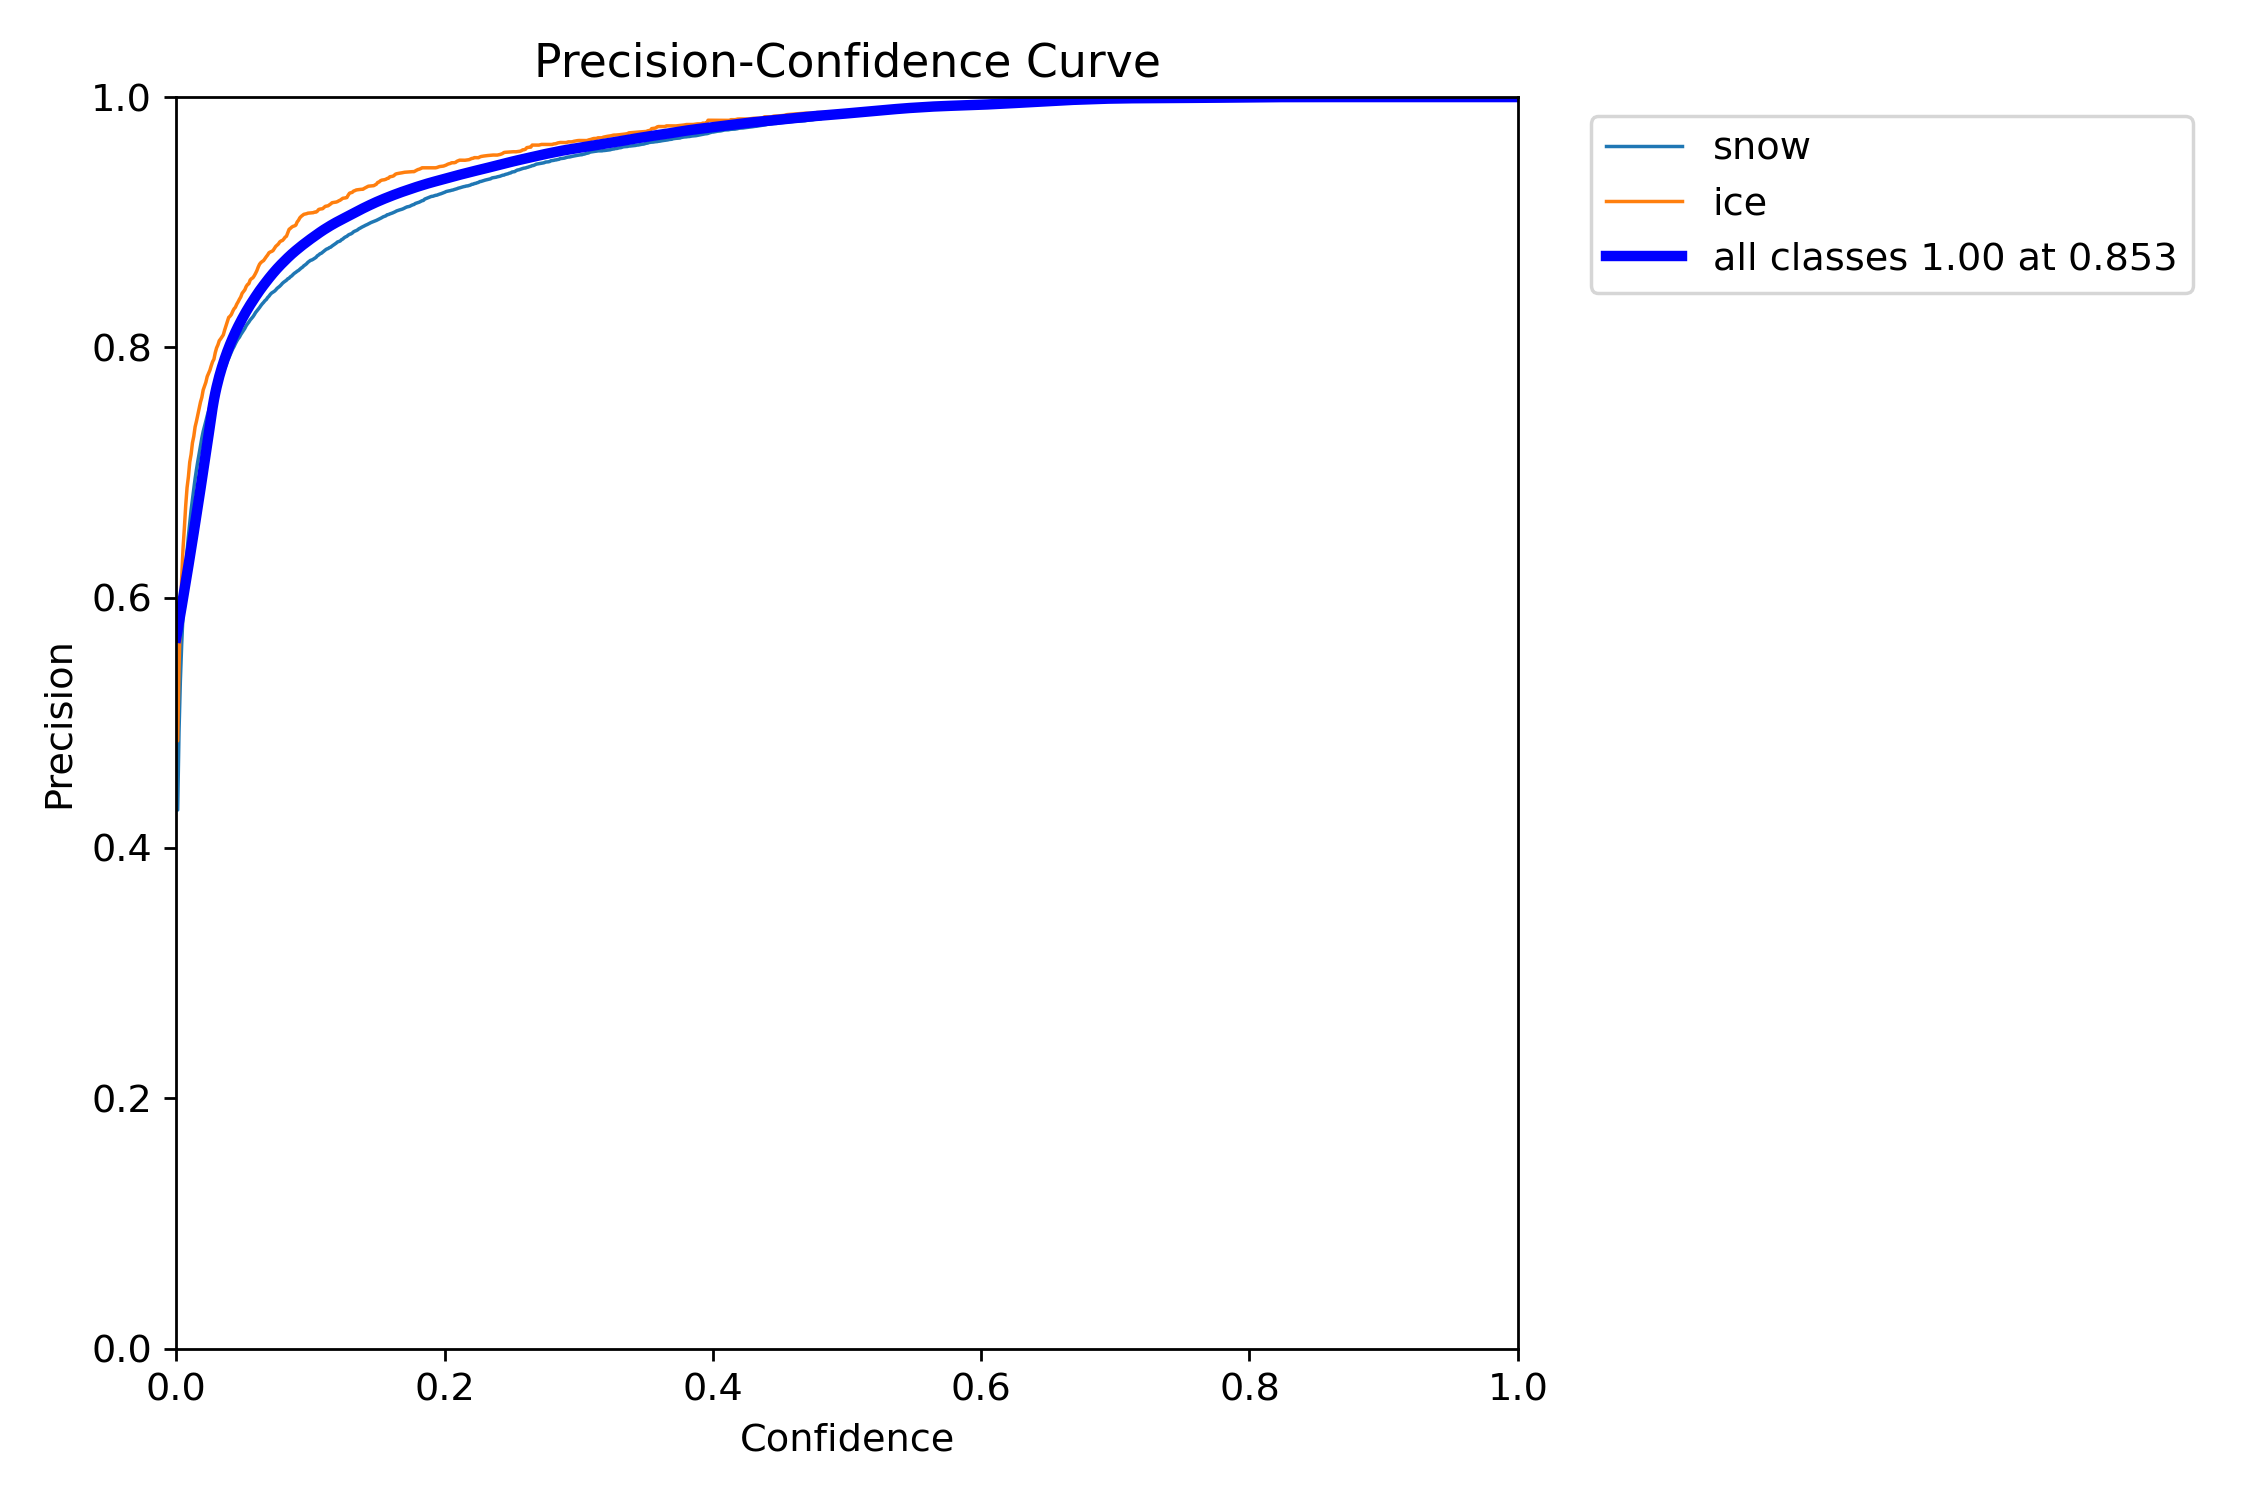 Precision-Confidence Curve
1.0
0.8
0.6
0.4
0.2
0.0
Precision
0.0 0.2 0.4 0.6 0.8 1.0
Confidence
snow
ice
all classes 1.00 at 0.853